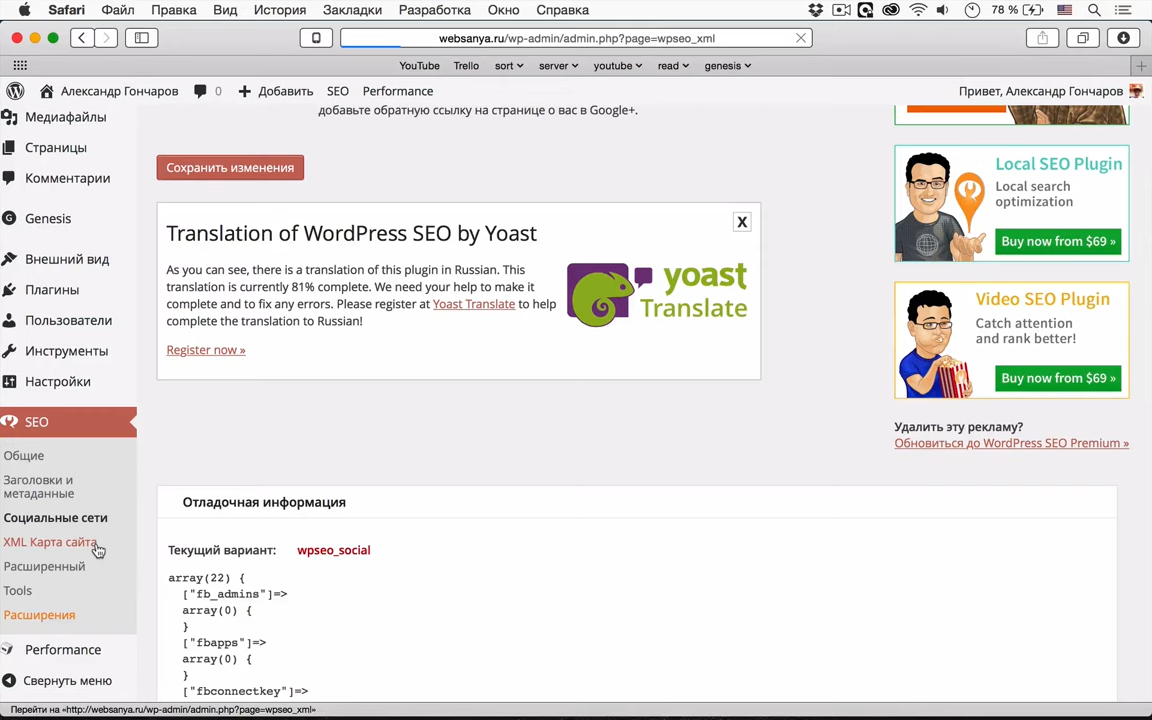 Safari Файл Правка Вид История Закладки Разработка Окно Справка 78 %
websanya.ru/wp-admin/admin.php?page=wpseo_xml
YouTube Trello sort server youtube read genesis
Александр Гончаров 0 Добавить SEO Performance Привет, Александр Гончаров
Медиафайлы
Страницы
Комментарии
Genesis
Внешний вид
Плагины
Пользователи
Инструменты
Настройки
SEO
Общие
Заголовки и
метаданные
Социальные сети
XML Карта сайта
Расширенный
Tools
Расширения
Performance
Свернуть меню
добавьте обратную ссылку на странице о вас в Google+.
Сохранить изменения
Translation of WordPress SEO by Yoast
X
As you can see, there is a translation of this plugin in Russian. This
translation is currently 81% complete. We need your help to make it
complete and to fix any errors. Please register at Yoast Translate to help
complete the translation to Russian!
Register now »
yoast
Translate
Отладочная информация
Текущий вариант: wpseo_social
array(22) {
["fb_admins"]=>
array(0) {
}
["fbapps"]=>
array(0) {
}
["fbconnectkey"]=>
Local SEO Plugin
Local search
optimization
Buy now from $69 »
Video SEO Plugin
Catch attention
and rank better!
Buy now from $69 »
Удалить эту рекламу?
Обновиться до WordPress SEO Premium »
Перейти на «http://websanya.ru/wp-admin/admin.php?page=wpseo_xml»